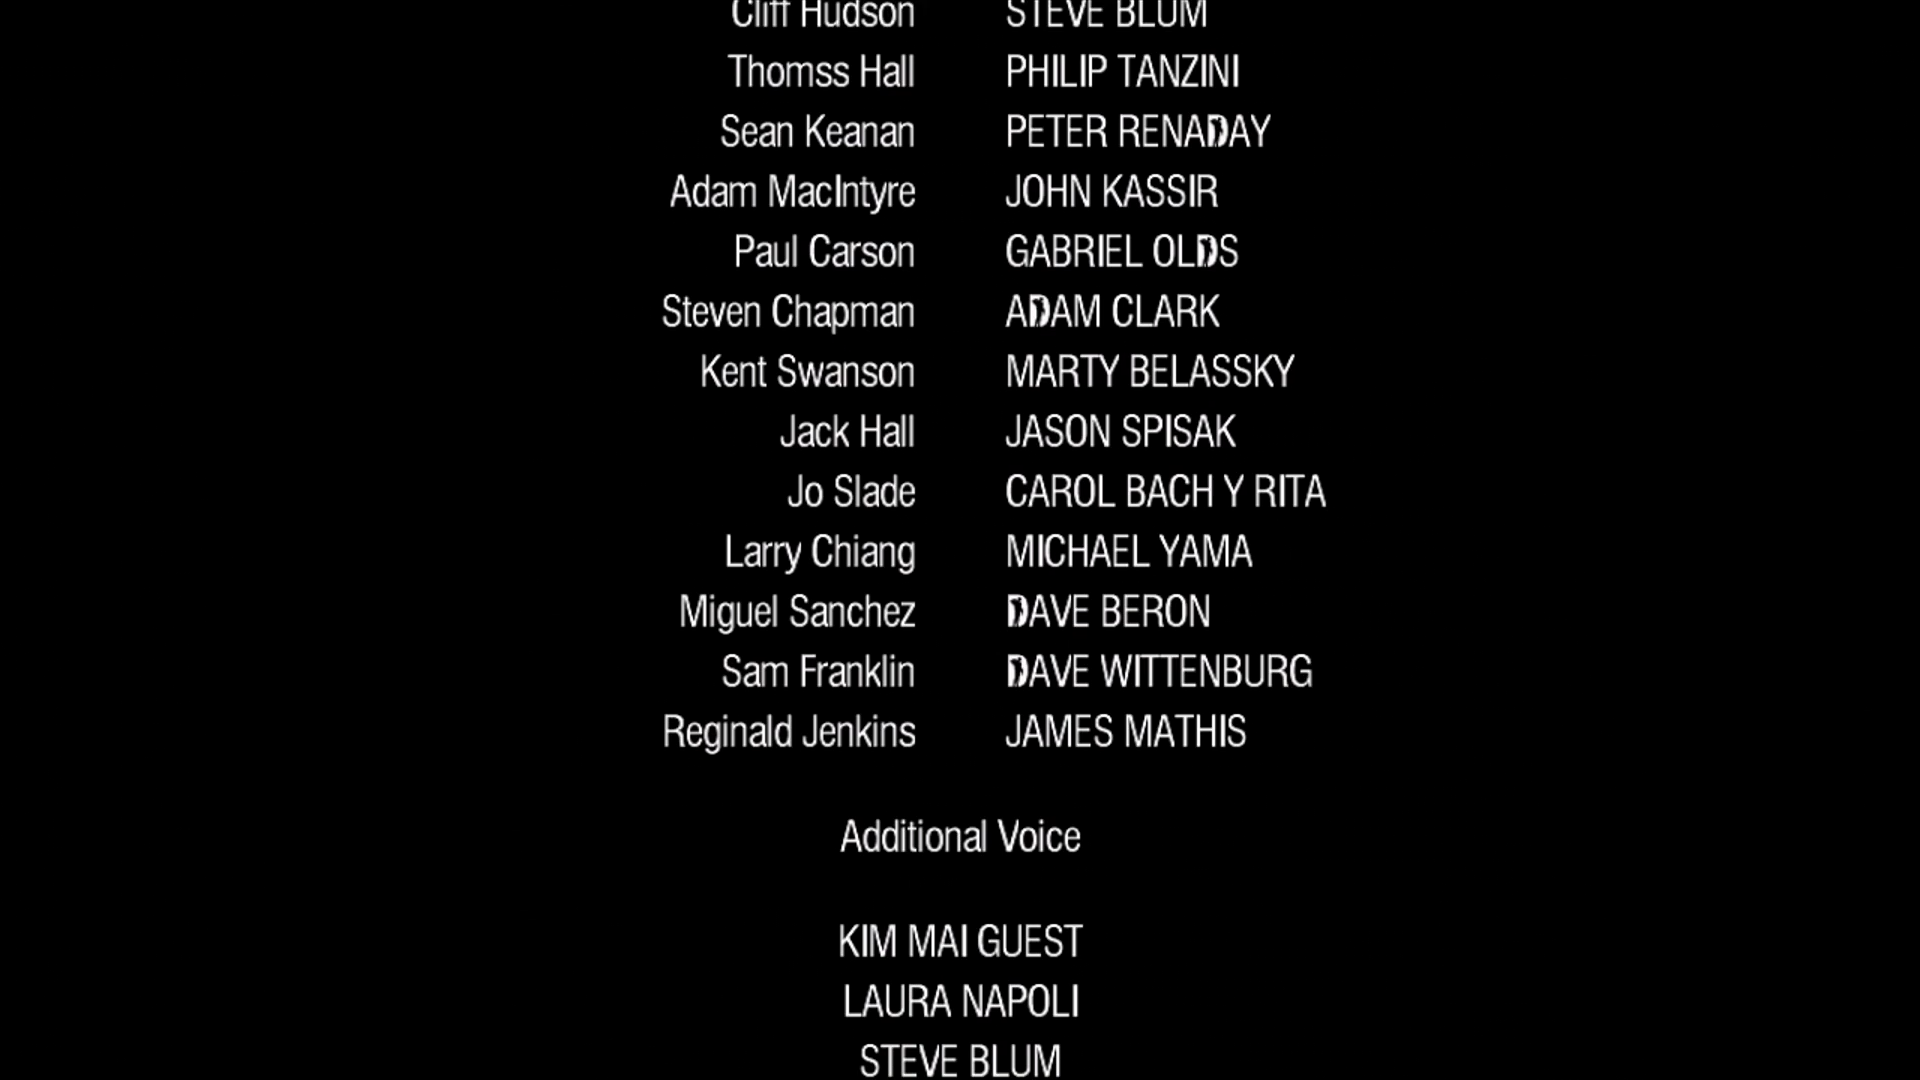 Cliff Hudson STEVE BLUM
Thomss Hall PHILIP TANZINI
Sean Keanan PETER RENADAY
Adam MacIntyre JOHN KASSIR
Paul Carson GABRIEL OLDS
Steven Chapman ADAM CLARK
Kent Swanson MARTY BELASSKY
Jack Hall JASON SPISAK
Jo Slade CAROL BACH Y RITA
Larry Chiang MICHAEL YAMA
Miguel Sanchez DAVE BERON
Sam Franklin DAVE WITTENBURG
Reginald Jenkins JAMES MATHIS
Additional Voice
KIM MAI GUEST
LAURA NAPOLI
STEVE BLUM